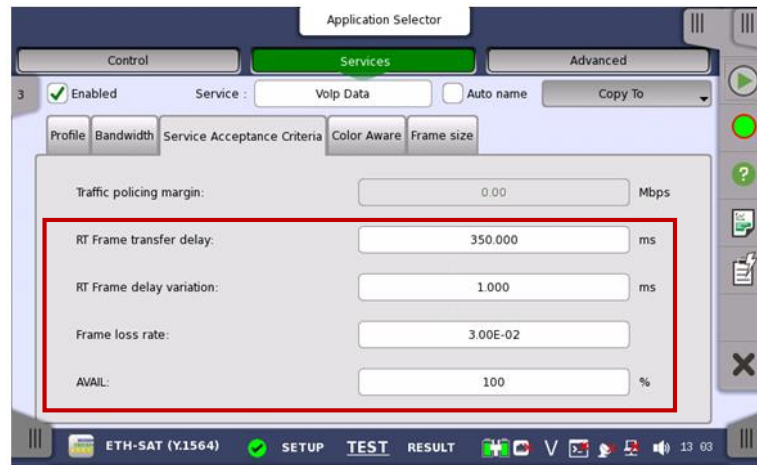 Application Selector
Control Services Advanced
3 Enabled Service : VoIp Data Auto name Copy To
Profile Bandwidth Service Acceptance Criteria Color Aware Frame size
Traffic policing margin: 0.00 Mbps
RT Frame transfer delay: 350.000 ms
RT Frame delay variation: 1.000 ms
Frame loss rate: 3.00E-02
AVAIL: 100 %
ETH-SAT (Y.1564) SETUP TEST RESULT V 13 03